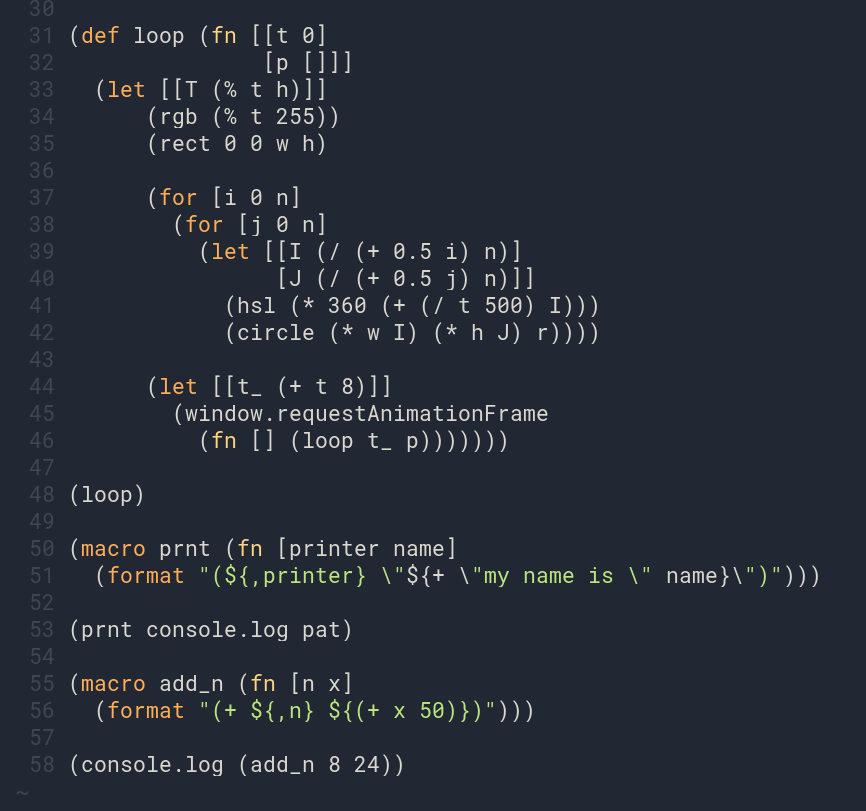 30
31 (def loop (fn [[t 0]
32                [p []]]
33   (let [[T (% t h)]]
34       (rgb (% t 255))
35       (rect 0 0 w h)
36
37       (for [i 0 n]
38         (for [j 0 n]
39           (let [[I (/ (+ 0.5 i) n)]
40                 [J (/ (+ 0.5 j) n)]]
41             (hsl (* 360 (+ (/ t 500) I)))
42             (circle (* w I) (* h J) r))))
43
44       (let [[t_ (+ t 8)]]
45         (window.requestAnimationFrame
46           (fn [] (loop t_ p)))))))
47
48 (loop)
49
50 (macro prnt (fn [printer name]
51   (format "(${,printer} \"${+ \"my name is \" name}\")")))
52
53 (prnt console.log pat)
54
55 (macro add_n (fn [n x]
56   (format "(+ ${,n} ${(+ x 50)})")))
57
58 (console.log (add_n 8 24))
~